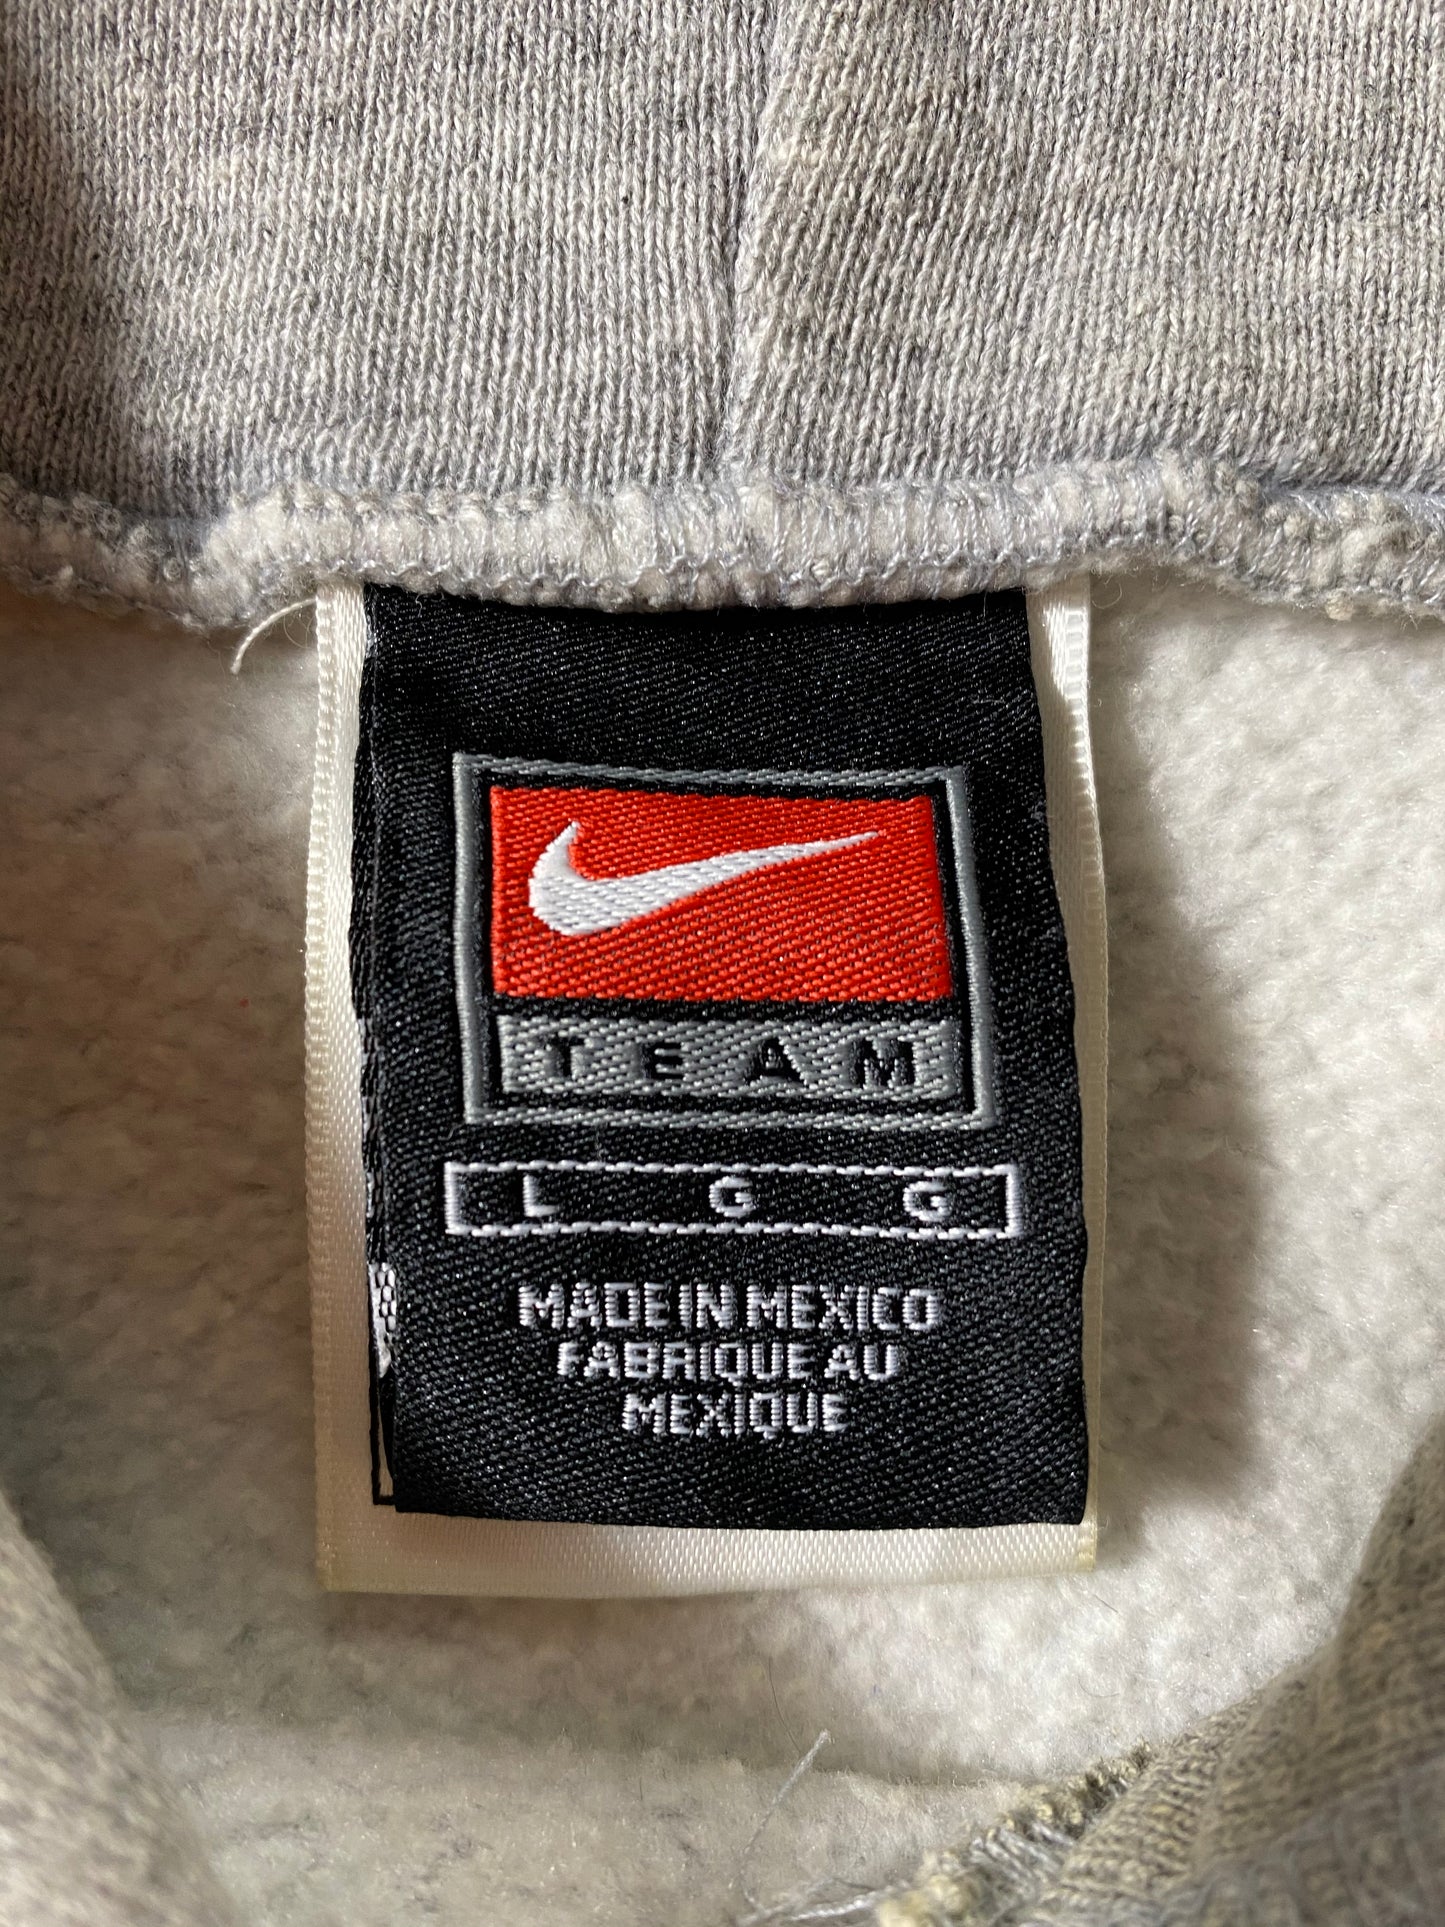 TEAM
L G G
MADE IN MEXICO
FABRIQUE AU
MEXIQUE